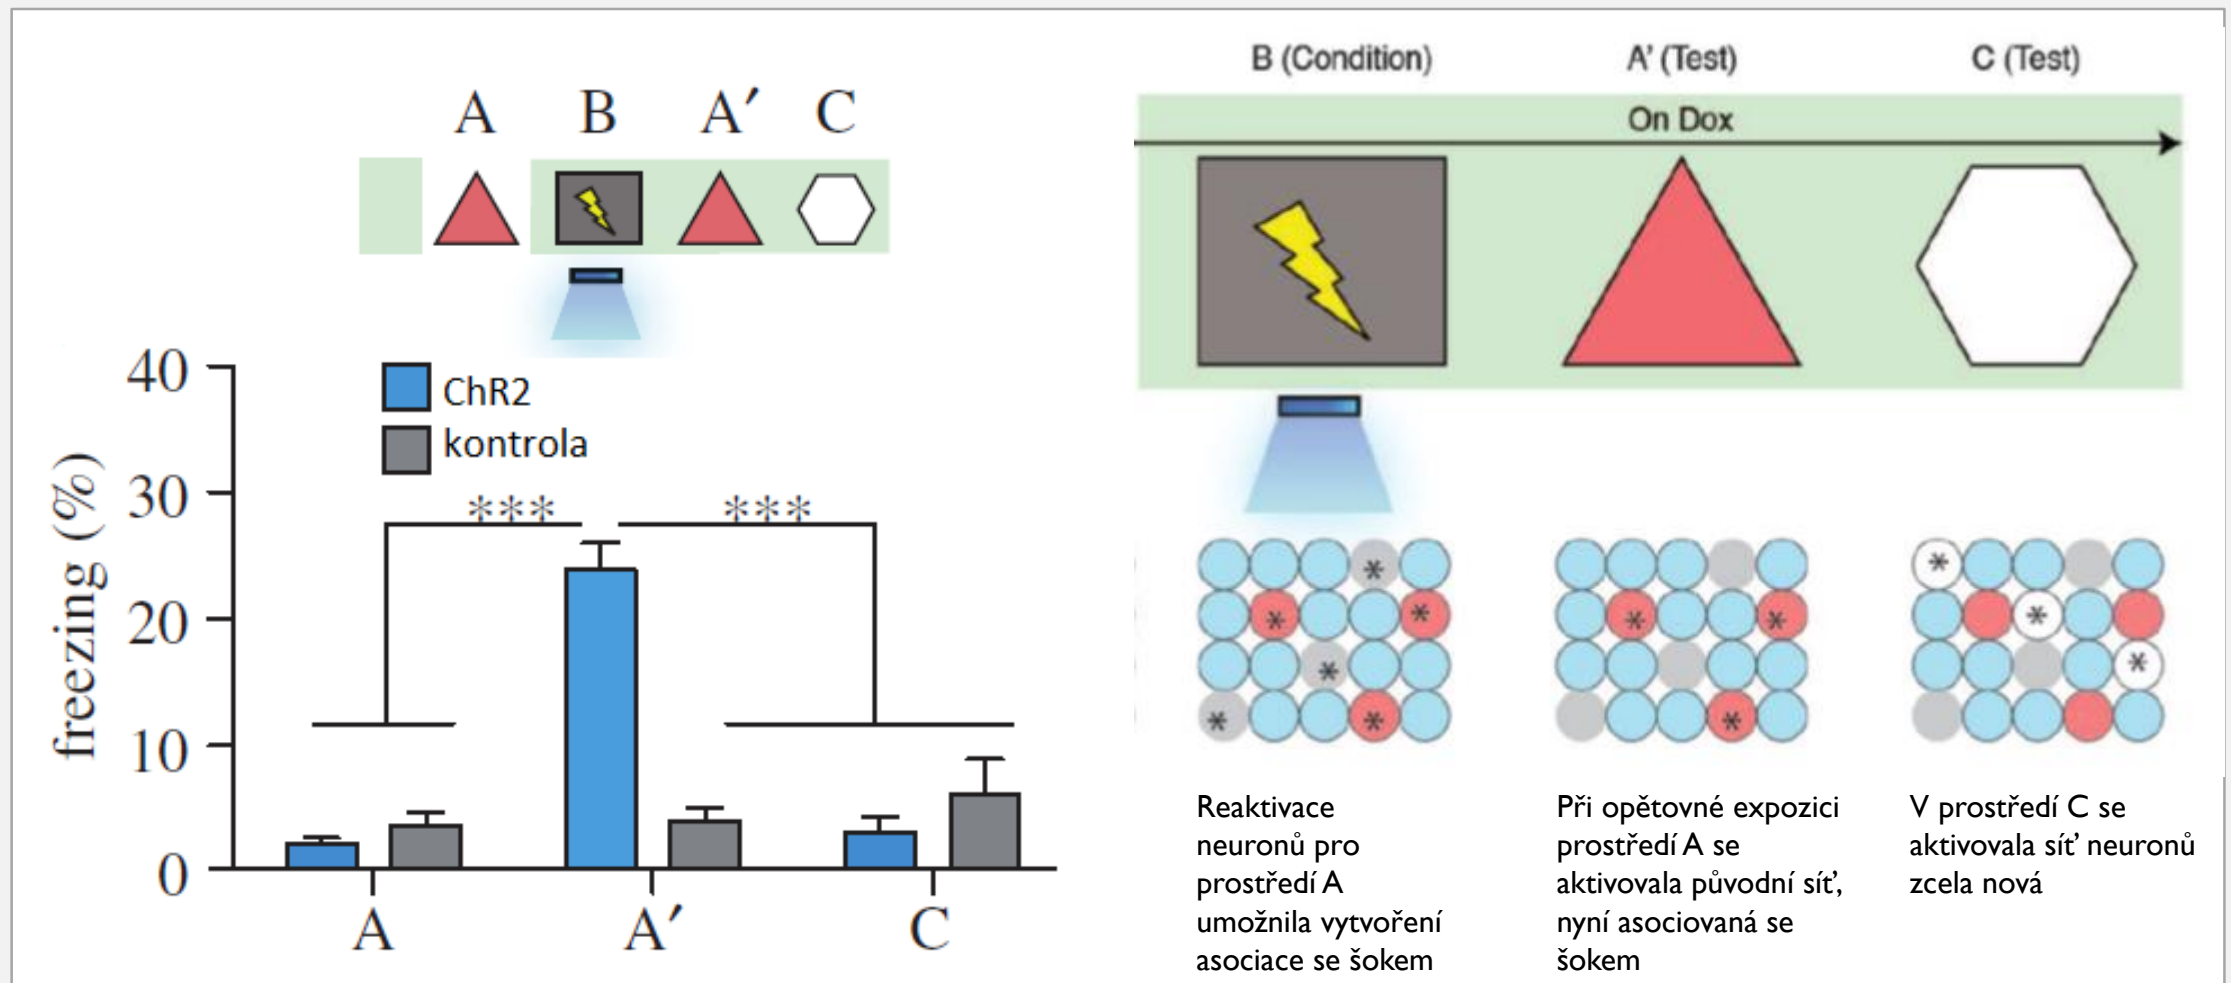 A B A′ C
ChR2
kontrola
freezing (%)
40
30
20
10
0
*** ***
A A′ C
B (Condition) A’ (Test) C (Test)
On Dox
*
* *
*
* *
* *
*
*
*
*
Reaktivace
neuronů pro
prostředí A
umožnila vytvoření
asociace se šokem
Při opětovné expozici
prostředí A se
aktivovala původní síť,
nyní asociovaná se
šokem
V prostředí C se
aktivovala síť neuronů
zcela nová